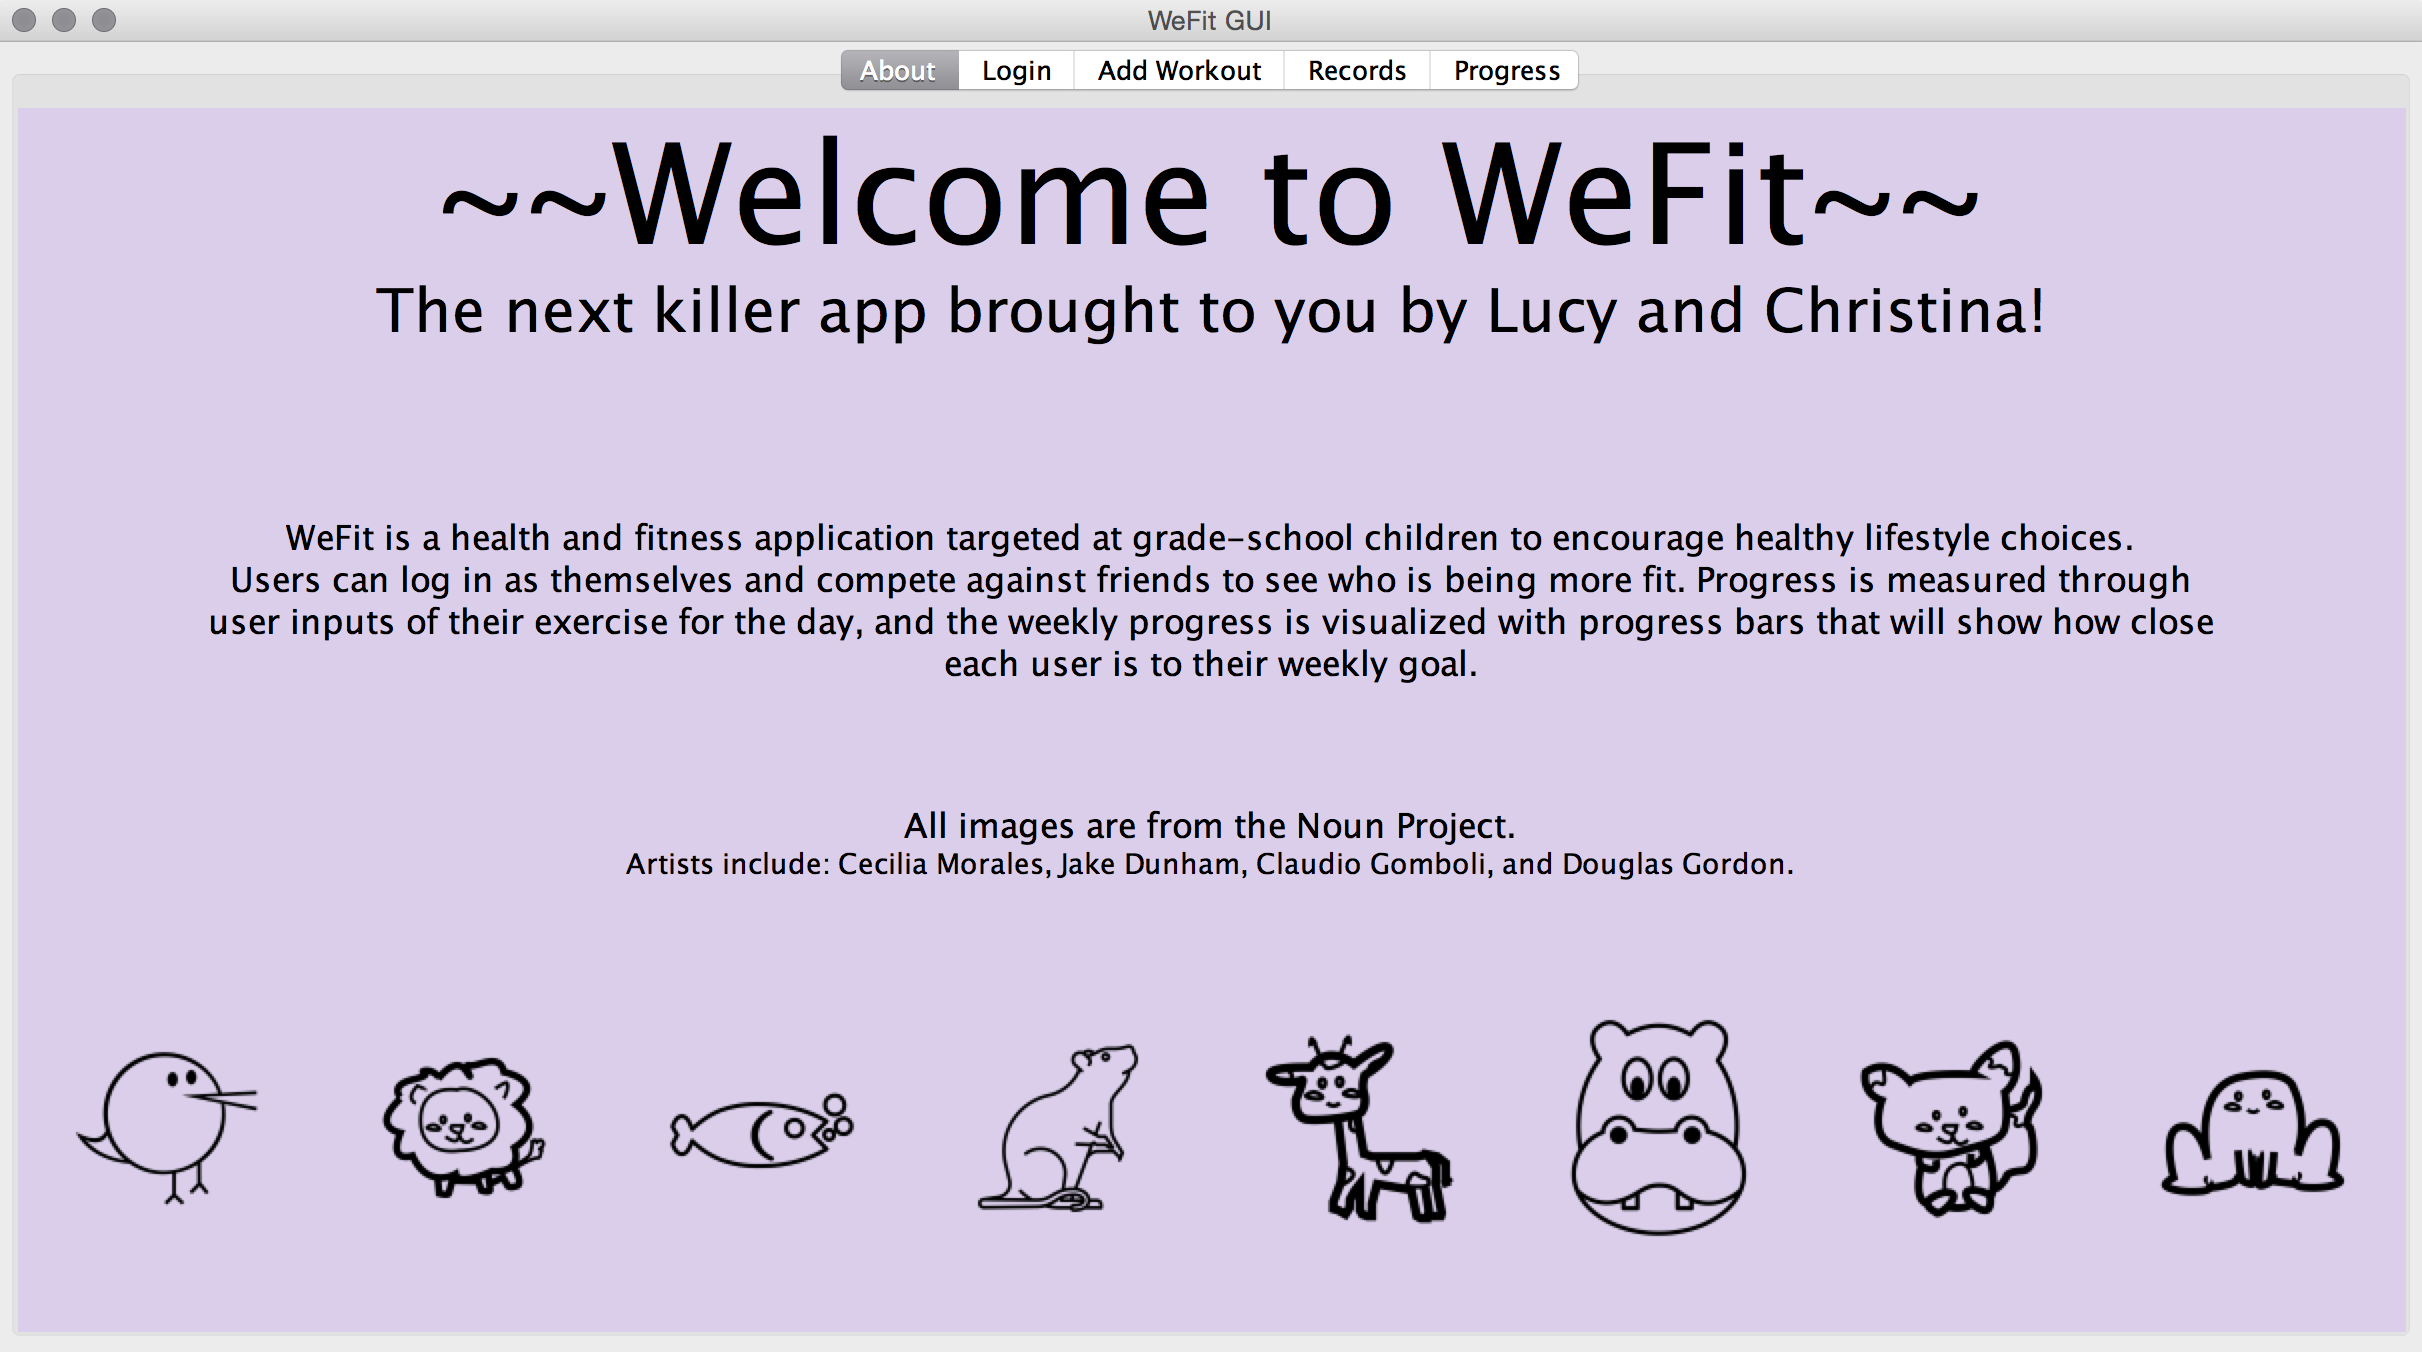 WeFit GUI
About Login Add Workout Records Progress
~~Welcome to WeFit~~
The next killer app brought to you by Lucy and Christina!
WeFit is a health and fitness application targeted at grade-school children to encourage healthy lifestyle choices.
Users can log in as themselves and compete against friends to see who is being more fit. Progress is measured through
user inputs of their exercise for the day, and the weekly progress is visualized with progress bars that will show how close
each user is to their weekly goal.
All images are from the Noun Project.
Artists include: Cecilia Morales, Jake Dunham, Claudio Gomboli, and Douglas Gordon.